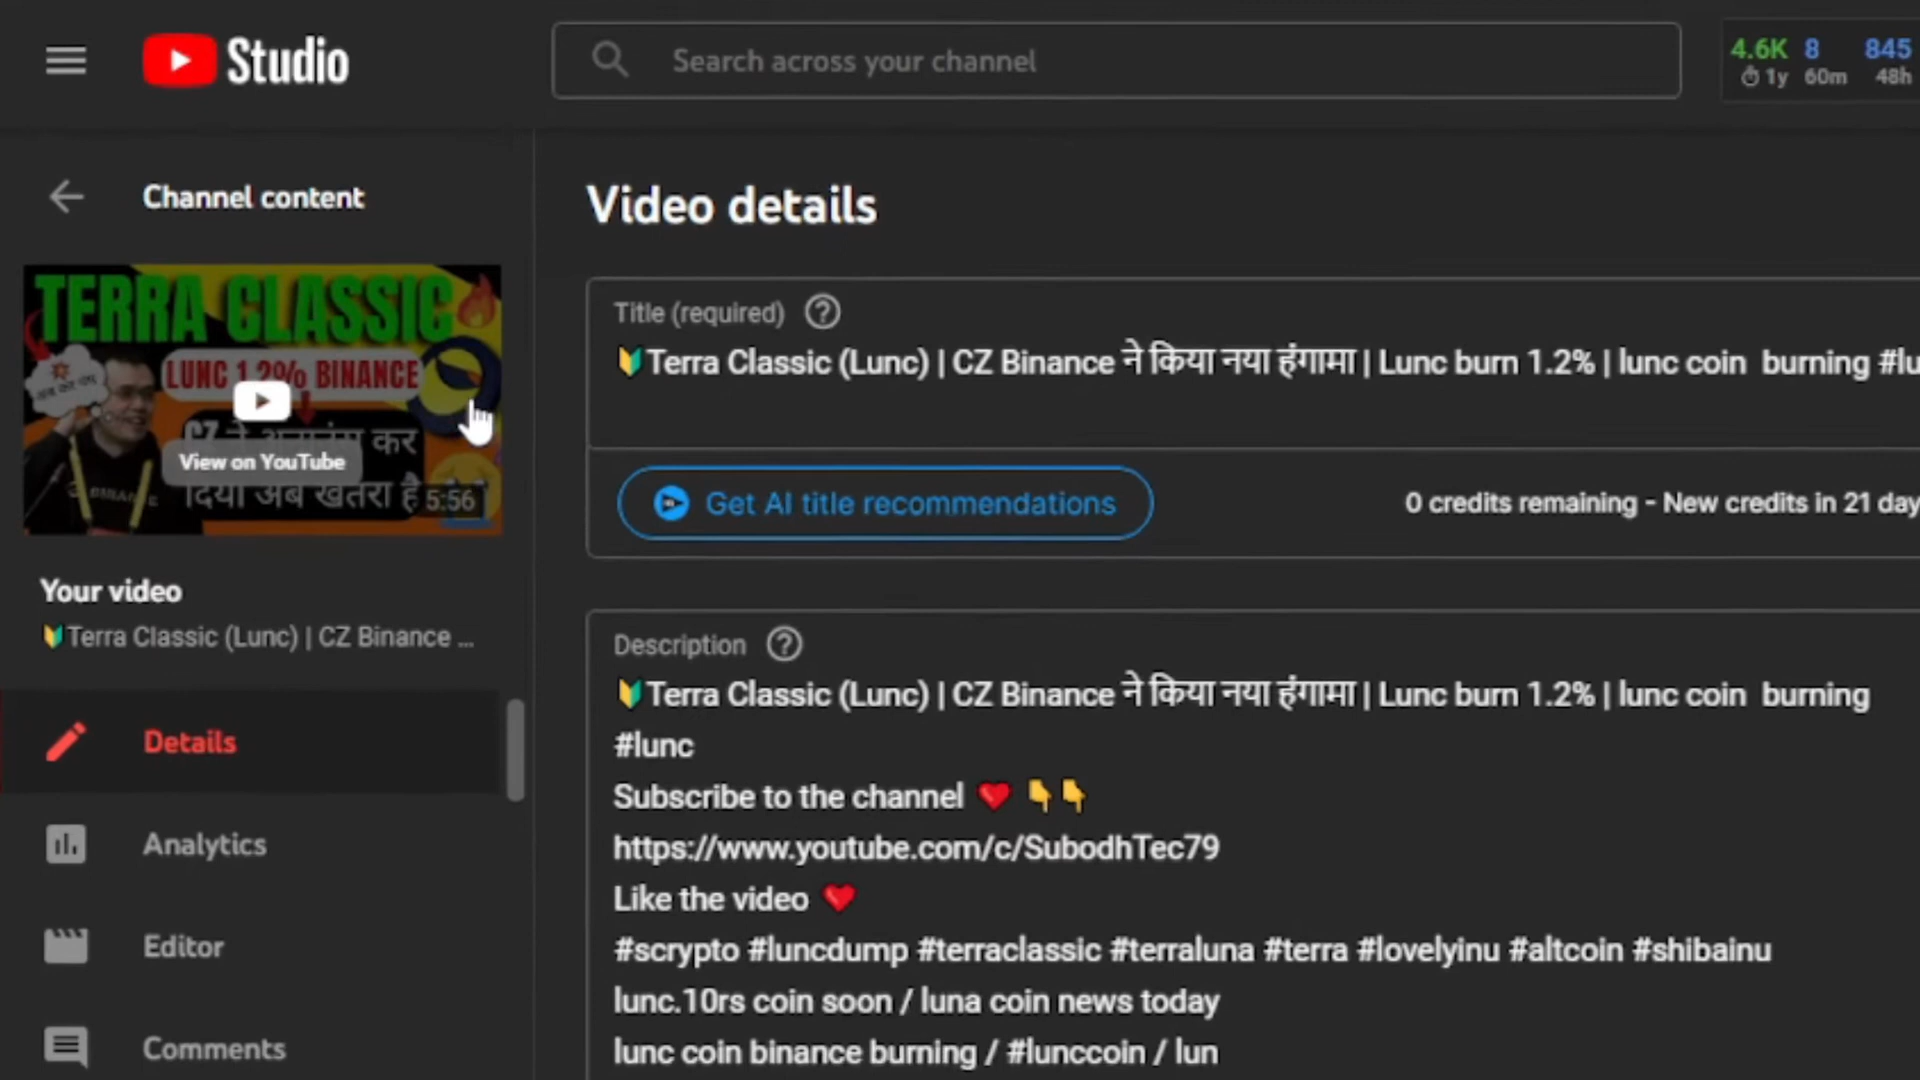 Studio
Search across your channel
4.6K 8 845
1y 60m 48h
Channel content
Video details
TERRA CLASSIC
LUNC 1.2% BINANCE
CZ ने कर
View on YouTube
दिया अब खतरा है
5:56
Title (required)
Terra Classic (Lunc) | CZ Binance ने किया नया हंगामा | Lunc burn 1.2% | lunc coin burning #lu
Get AI title recommendations
0 credits remaining - New credits in 21 day
Your video
Terra Classic (Lunc) | CZ Binance ...
Description
Terra Classic (Lunc) | CZ Binance ने किया नया हंगामा | Lunc burn 1.2% | lunc coin burning
#lunc
Subscribe to the channel ❤️ 👇👇
https://www.youtube.com/c/SubodhTec79
Like the video ❤️
#scrypto #luncdump #terraclassic #terraluna #terra #lovelyinu #altcoin #shibainu
lunc.10rs coin soon / luna coin news today
lunc coin binance burning / #lunccoin / lun
Details
Analytics
Editor
Comments